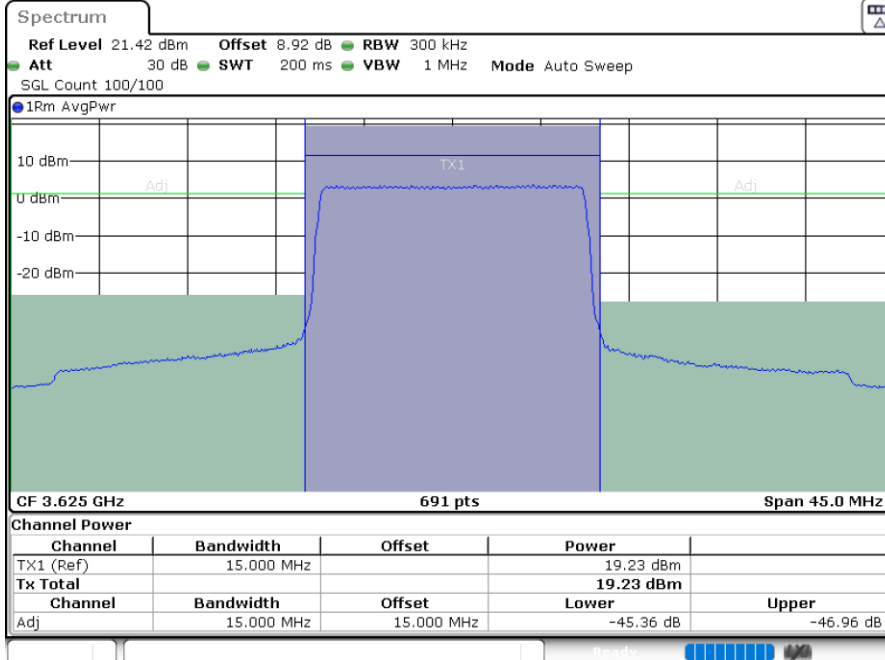 Spectrum
Ref Level 21.42 dBm Offset 8.92 dB RBW 300 kHz
Att 30 dB SWT 200 ms VBW 1 MHz Mode Auto Sweep
SGL Count 100/100
1Rm AvgPwr
10 dBm
TX1
Adj Adj
0 dBm
-10 dBm
-20 dBm
CF 3.625 GHz 691 pts Span 45.0 MHz
Channel Power
Channel Bandwidth Offset Power
TX1 (Ref) 15.000 MHz 19.23 dBm
Tx Total 19.23 dBm
Channel Bandwidth Offset Lower Upper
Adj 15.000 MHz 15.000 MHz -45.36 dB -46.96 dB
Ready